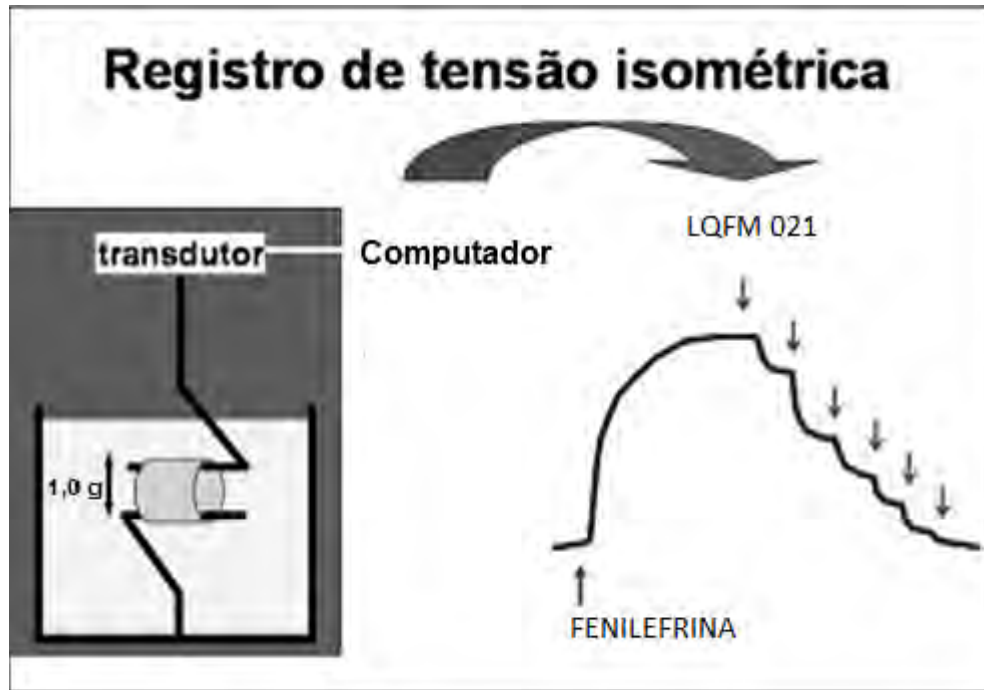 Registro de tensão isométrica
LQFM 021
transdutor
Computador
1,0 g
FENILEFRINA